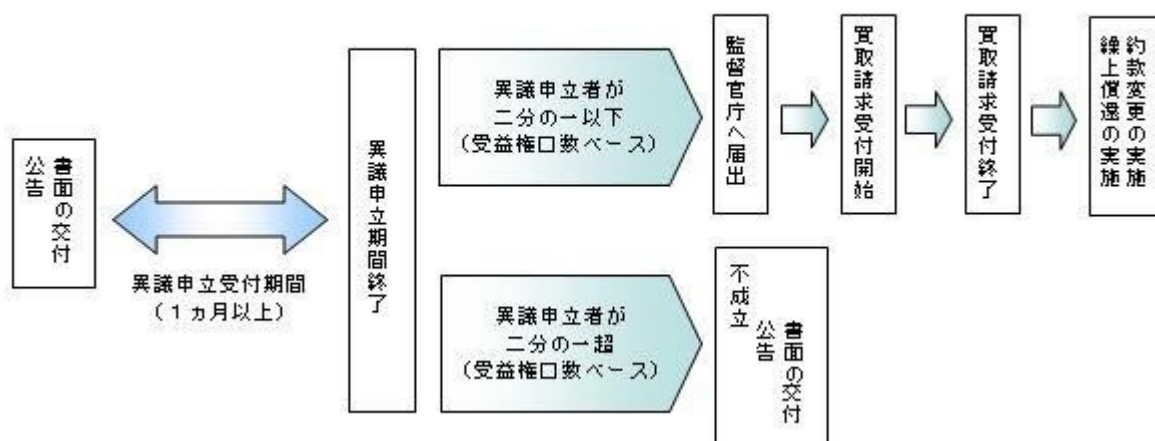 書面の交付
公告
異議申立受付期間
(1カ月以上)
異議申立期間終了
異議申立者が
二分の一以下
(受益権口数ベース)
監督官庁へ届出
買取請求受付開始
買取請求受付終了
約款変更の実施
繰上償還の実施
異議申立者が
二分の一超
(受益権口数ベース)
不成立
書面の交付
公告